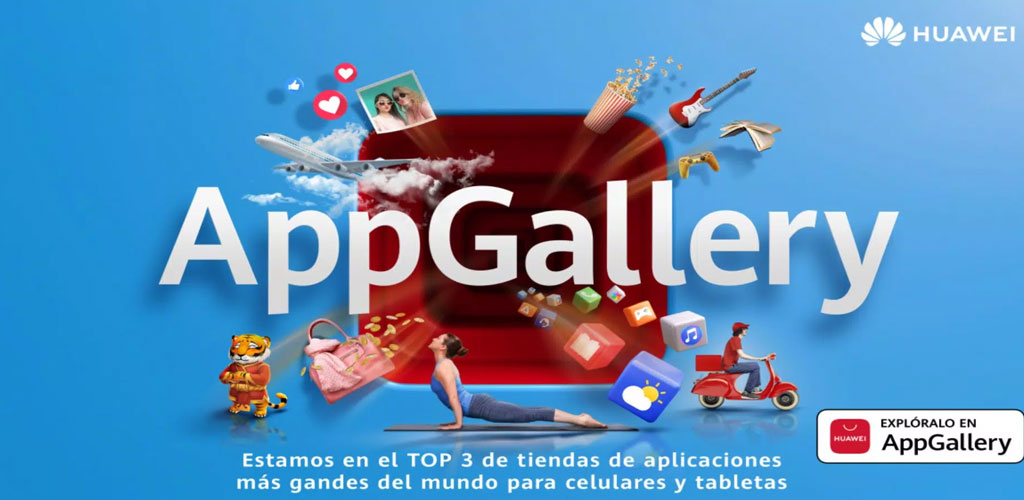 HUAWEI
AppGallery
Estamos en el TOP 3 de tiendas de aplicaciones
más gandes del mundo para celulares y tabletas
HUAWEI
EXPLÓRALO EN
AppGallery